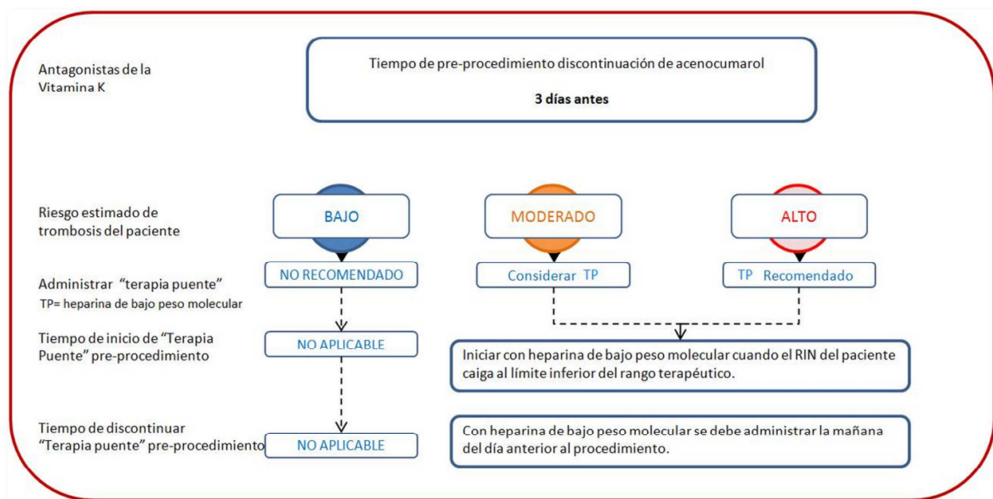 Antagonistas de la
Vitamina K
Tiempo de pre-procedimiento discontinuación de acenocumarol
3 días antes
Riesgo estimado de
trombosis del paciente
BAJO
MODERADO
ALTO
Administrar "terapia puente"
TP= heparina de bajo peso molecular
NO RECOMENDADO
Considerar TP
TP Recomendado
Tiempo de inicio de "Terapia
Puente" pre-procedimiento
NO APLICABLE
Iniciar con heparina de bajo peso molecular cuando el RIN del paciente
caiga al límite inferior del rango terapéutico.
Tiempo de discontinuar
"Terapia puente" pre-procedimiento
NO APLICABLE
Con heparina de bajo peso molecular se debe administrar la mañana
del día anterior al procedimiento.